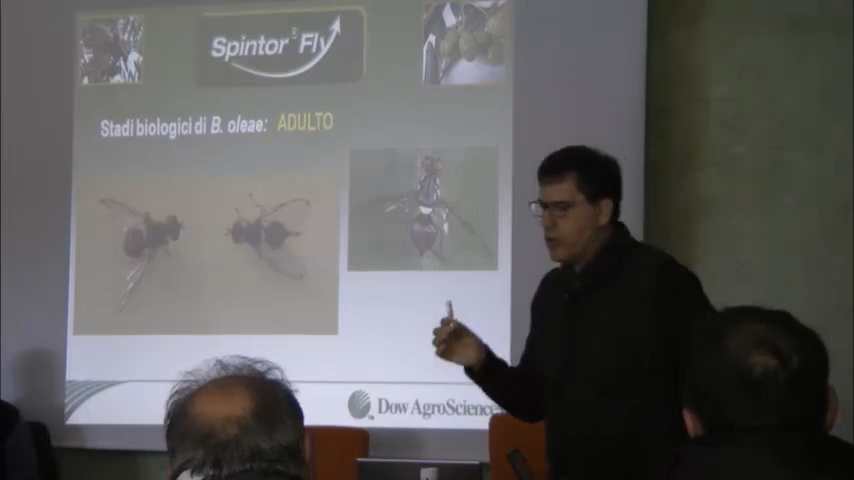 Spintor® Fly
Stadi biologici di B. oleae: ADULTO
Dow AgroSciences